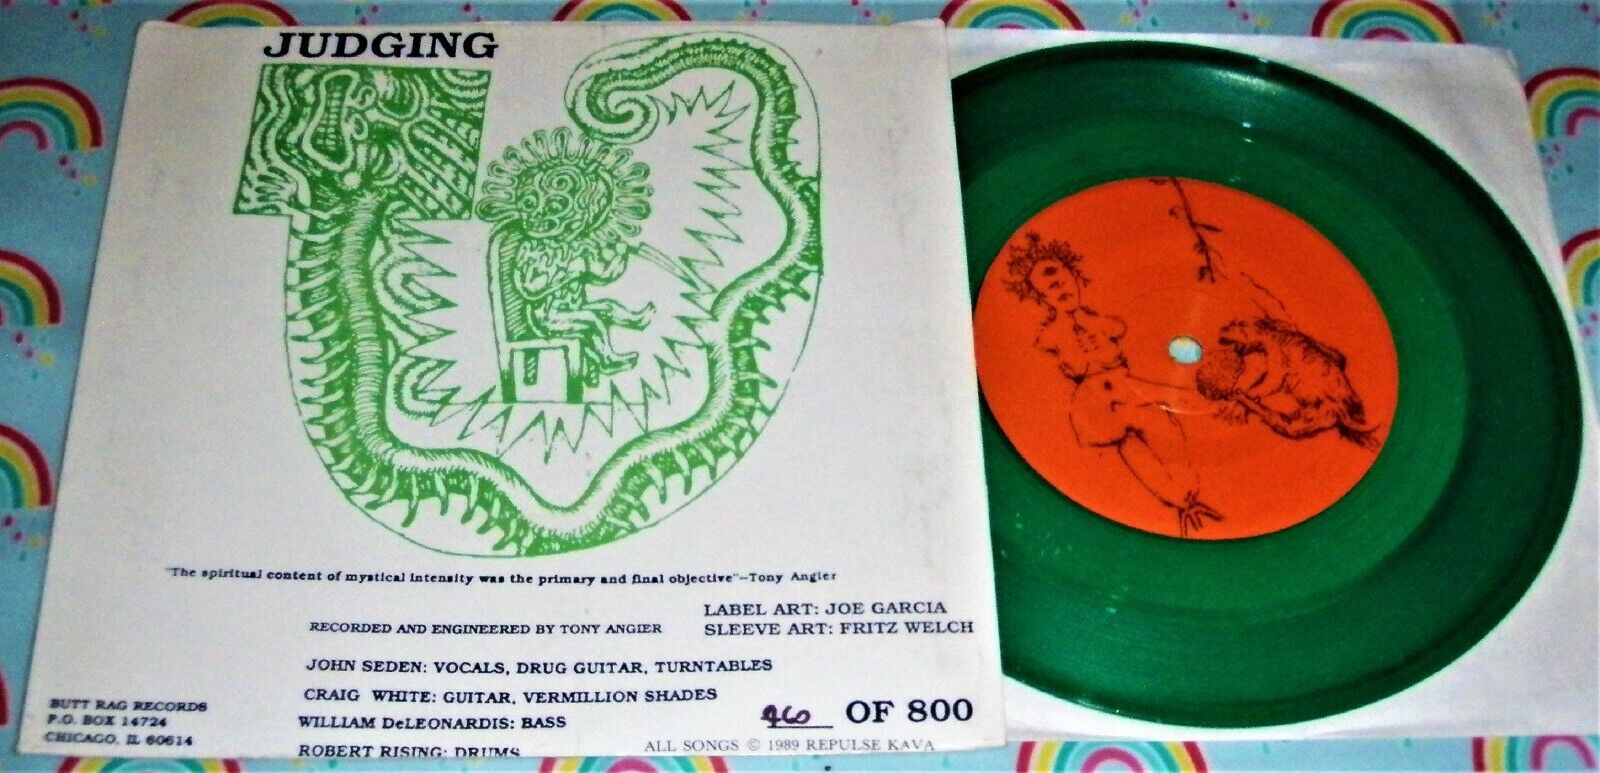 JUDGING
"The spiritual content of mystical intensity was the primary and final objective"--Tony Angier
LABEL ART: JOE GARCIA
RECORDED AND ENGINEERED BY TONY ANGIER
SLEEVE ART: FRITZ WELCH
JOHN SEDEN: VOCALS, DRUG GUITAR, TURNTABLES
CRAIG WHITE: GUITAR, VERMILLION SHADES
WILLIAM DeLEONARDIS: BASS
ROBERT RISING: DRUMS
BUTT RAG RECORDS
P.O. BOX 14724
CHICAGO, IL 60614
460 OF 800
ALL SONGS © 1989 REPULSE KAVA